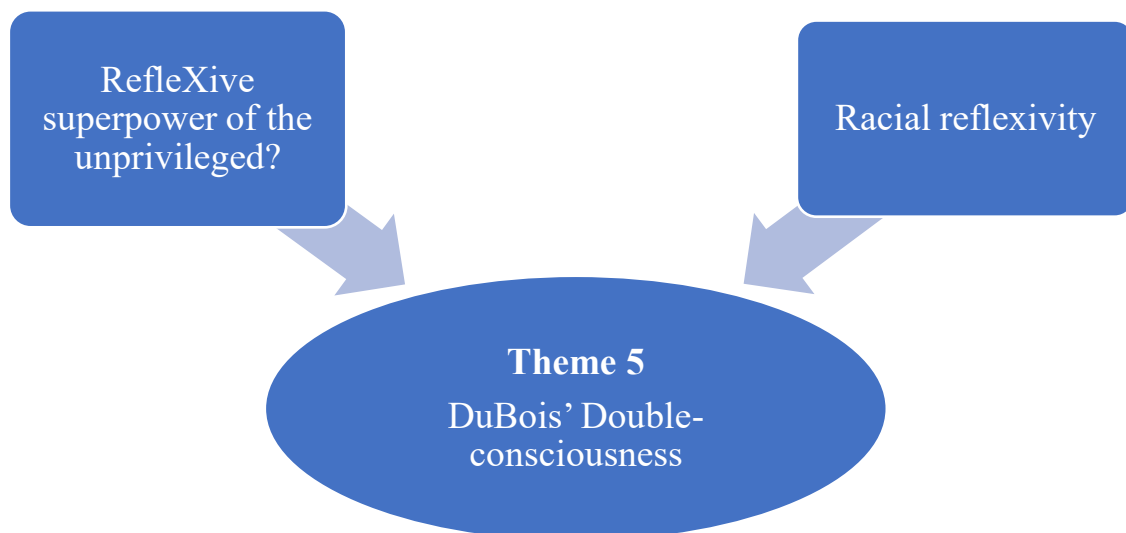 RefleXive
superpower of the
unprivileged?
Racial reflexivity
Theme 5
DuBois’ Double-
consciousness